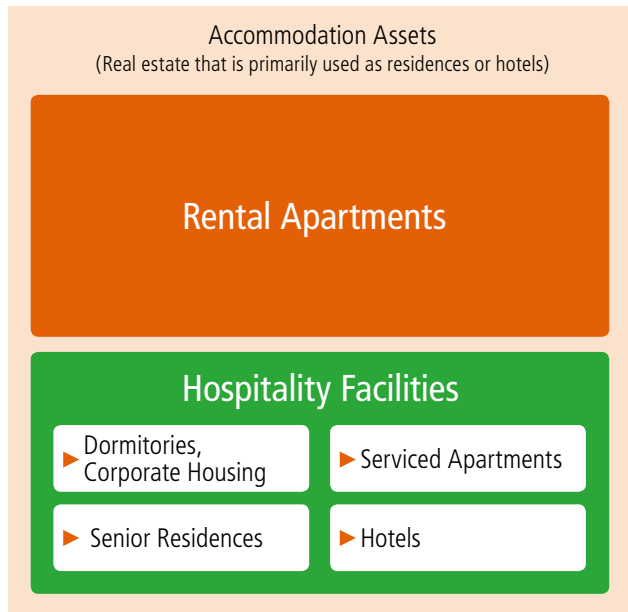 Accommodation Assets
(Real estate that is primarily used as residences or hotels)
Rental Apartments
Hospitality Facilities
Dormitories,
Corporate Housing
Serviced Apartments
Senior Residences
Hotels